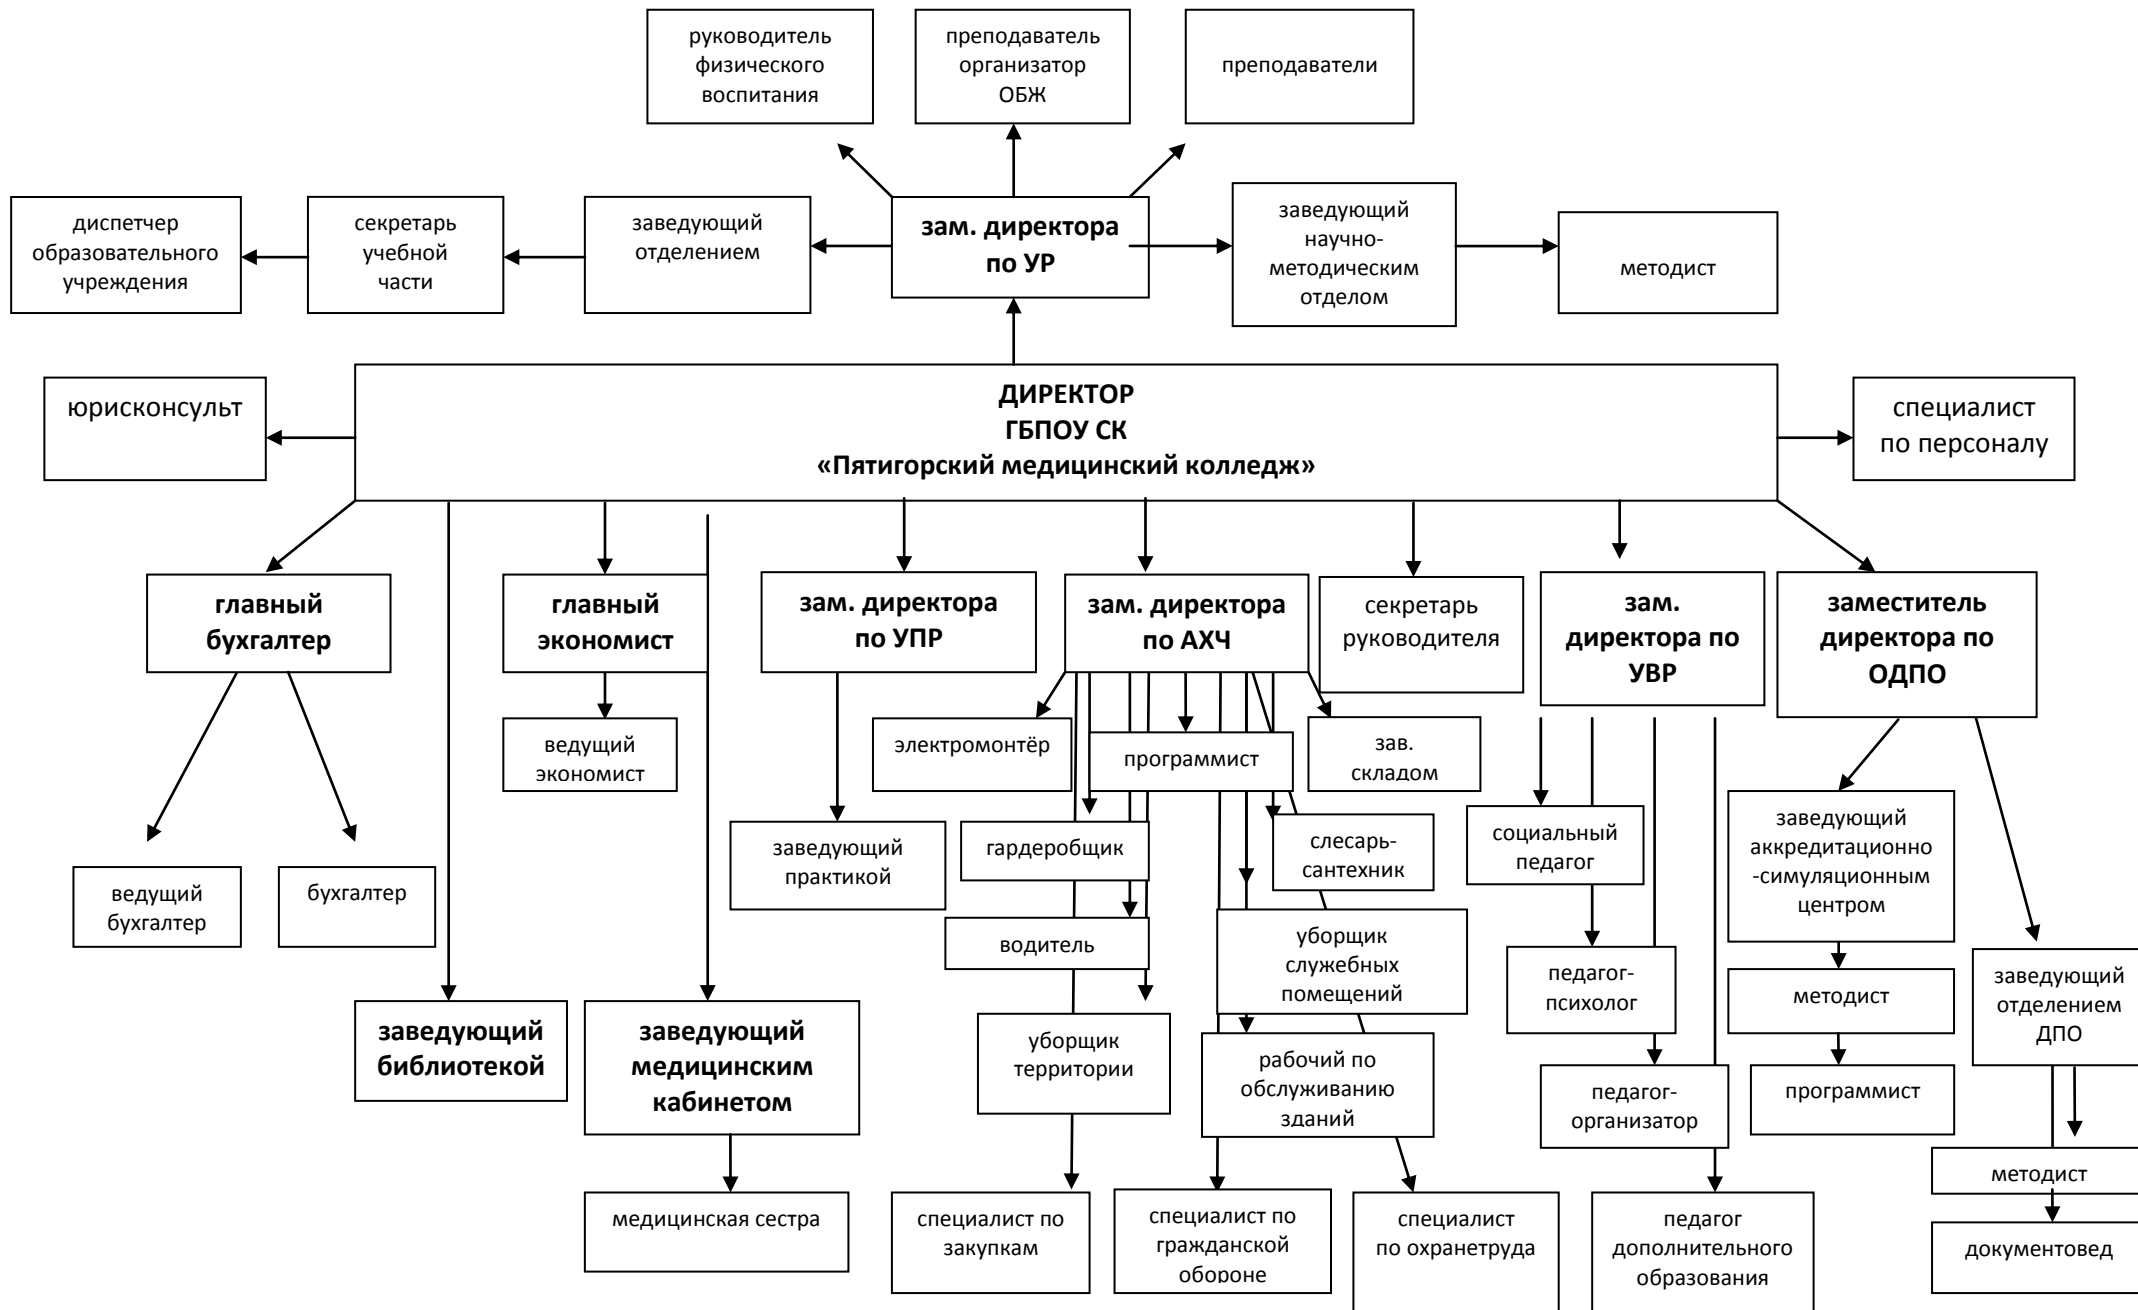 руководитель
физического
воспитания
преподаватель
организатор
ОБЖ
преподаватели
диспетчер
образовательного
учреждения
секретарь
учебной
части
заведующий
отделением
зам. директора
по УР
заведующий
научно-
методическим
отделом
методист
юрисконсульт
ДИРЕКТОР
ГБПОУ СК
«Пятигорский медицинский колледж»
специалист
по персоналу
главный
бухгалтер
главный
экономист
зам. директора
по УПР
зам. директора
по АХЧ
секретарь
руководителя
зам.
директора по
УВР
заместитель
директора по
ОДПО
ведущий
экономист
электромонтёр
программист
зав.
складом
заведующий
практикой
гардеробщик
слесарь-
сантехник
социальный
педагог
заведующий
аккредитационно
-симуляционным
центром
ведущий
бухгалтер
бухгалтер
водитель
уборщик
служебных
помещений
педагог-
психолог
методист
заведующий
отделением
ДПО
заведующий
библиотекой
заведующий
медицинским
кабинетом
уборщик
территории
рабочий по
обслуживанию
зданий
педагог-
организатор
программист
методист
медицинская сестра
специалист по
закупкам
специалист по
гражданской
обороне
специалист
по охранетруда
педагог
дополнительного
образования
документовед